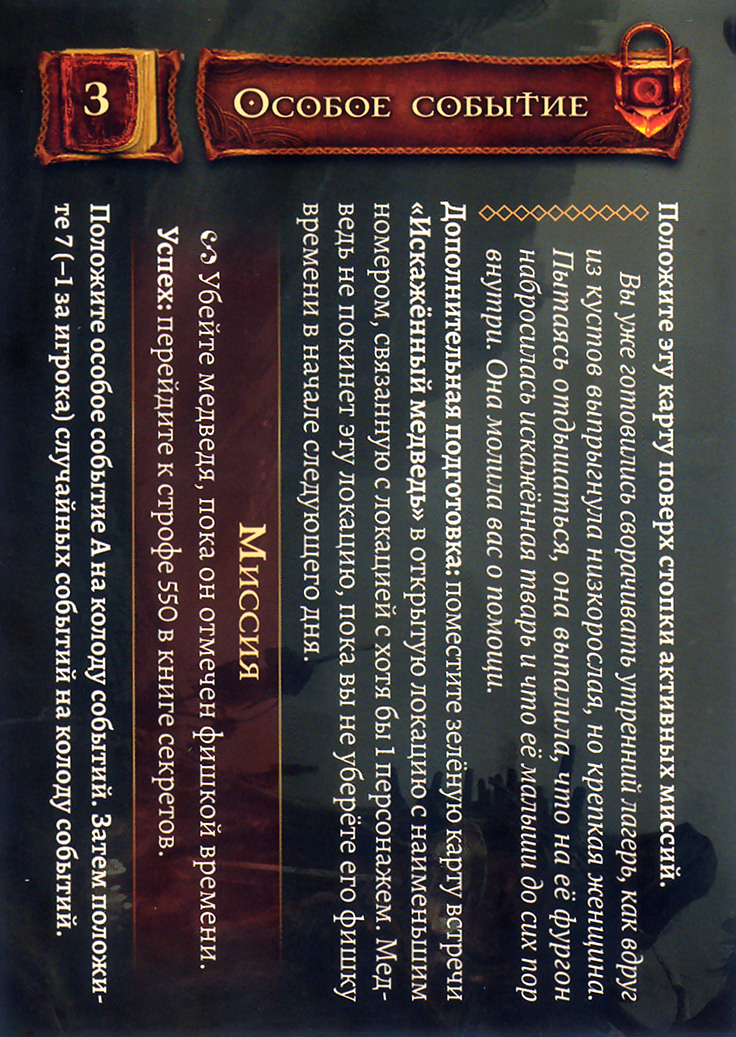 3
Особое событие
Q
Положите эту карту поверх стопки активных миссий.
Вы уже готовились сворачивать утренний лагерь, как вдруг
из кустов выпрыгнула низкорослая, но крепкая женщина.
Пытаясь отдышаться, она выпалила, что на её фургон
набросилась искажённая тварь и что её малыши до сих пор
внутри. Она молила вас о помощи.
Дополнительная подготовка: поместите зелёную карту встречи
«Искажённый медведь» в открытую локацию с наименьшим
номером, связанную с локацией с хотя бы 1 персонажем. Мед-
ведь не покинет эту локацию, пока вы не уберёте его фишку
времени в начале следующего дня.
Миссия
Убейте медведя, пока он отмечен фишкой времени.
Успех: перейдите к строфе 550 в книге секретов.
Положите особое событие А на колоду событий. Затем положи-
те 7 (–1 за игрока) случайных событий на колоду событий.